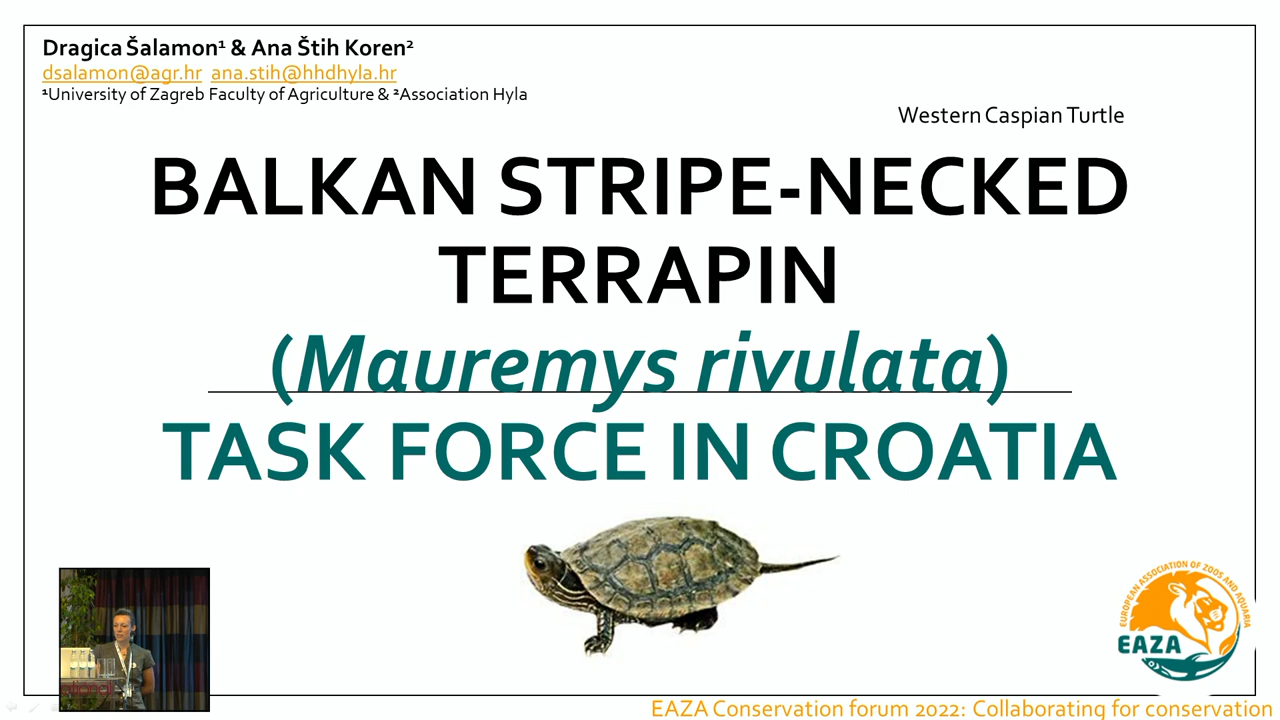 Dragica Šalamon¹ & Ana Štih Koren²
dsalamon@agr.hr ana.stih@hhdhyla.hr
¹University of Zagreb Faculty of Agriculture & ²Association Hyla
Western Caspian Turtle
BALKAN STRIPE-NECKED
TERRAPIN
(Mauremys rivulata)
TASK FORCE IN CROATIA
EUROPEAN ASSOCIATION OF ZOOS AND AQUARIA
EAZA
EAZA Conservation forum 2022: Collaborating for conservation